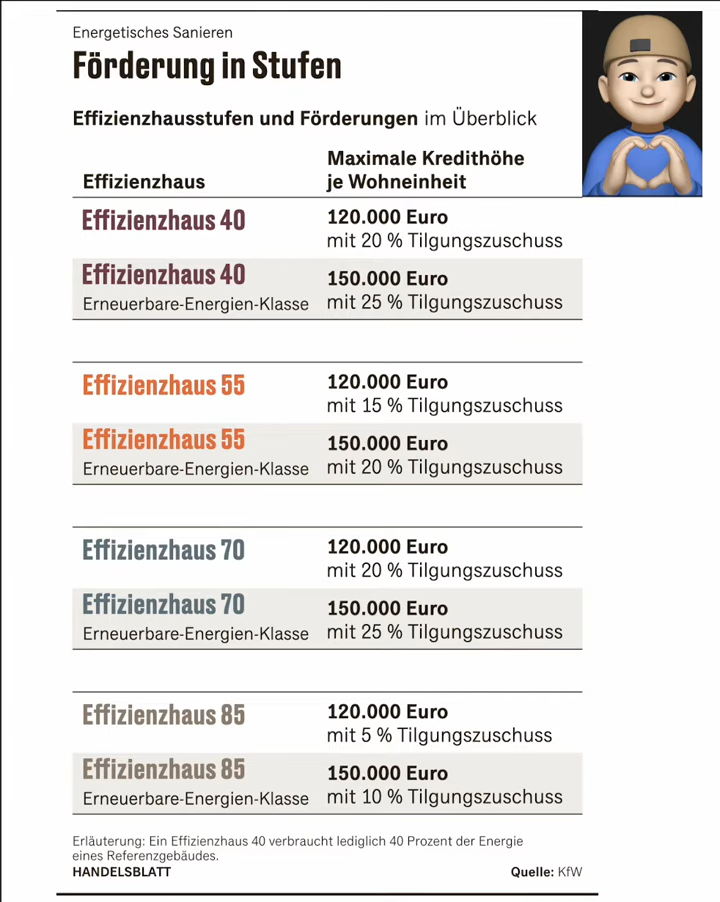 Energetisches Sanieren
Förderung in Stufen
Effizienzhausstufen und Förderungen im Überblick
Effizienzhaus
Maximale Kredithöhe
je Wohneinheit
Effizienzhaus 40
120.000 Euro
mit 20 % Tilgungszuschuss
Effizienzhaus 40
Erneuerbare-Energien-Klasse
150.000 Euro
mit 25 % Tilgungszuschuss
Effizienzhaus 55
120.000 Euro
mit 15 % Tilgungszuschuss
Effizienzhaus 55
Erneuerbare-Energien-Klasse
150.000 Euro
mit 20 % Tilgungszuschuss
Effizienzhaus 70
120.000 Euro
mit 20 % Tilgungszuschuss
Effizienzhaus 70
Erneuerbare-Energien-Klasse
150.000 Euro
mit 25 % Tilgungszuschuss
Effizienzhaus 85
120.000 Euro
mit 5 % Tilgungszuschuss
Effizienzhaus 85
Erneuerbare-Energien-Klasse
150.000 Euro
mit 10 % Tilgungszuschuss
Erläuterung: Ein Effizienzhaus 40 verbraucht lediglich 40 Prozent der Energie
eines Referenzgebäudes.
HANDELSBLATT
Quelle: KfW